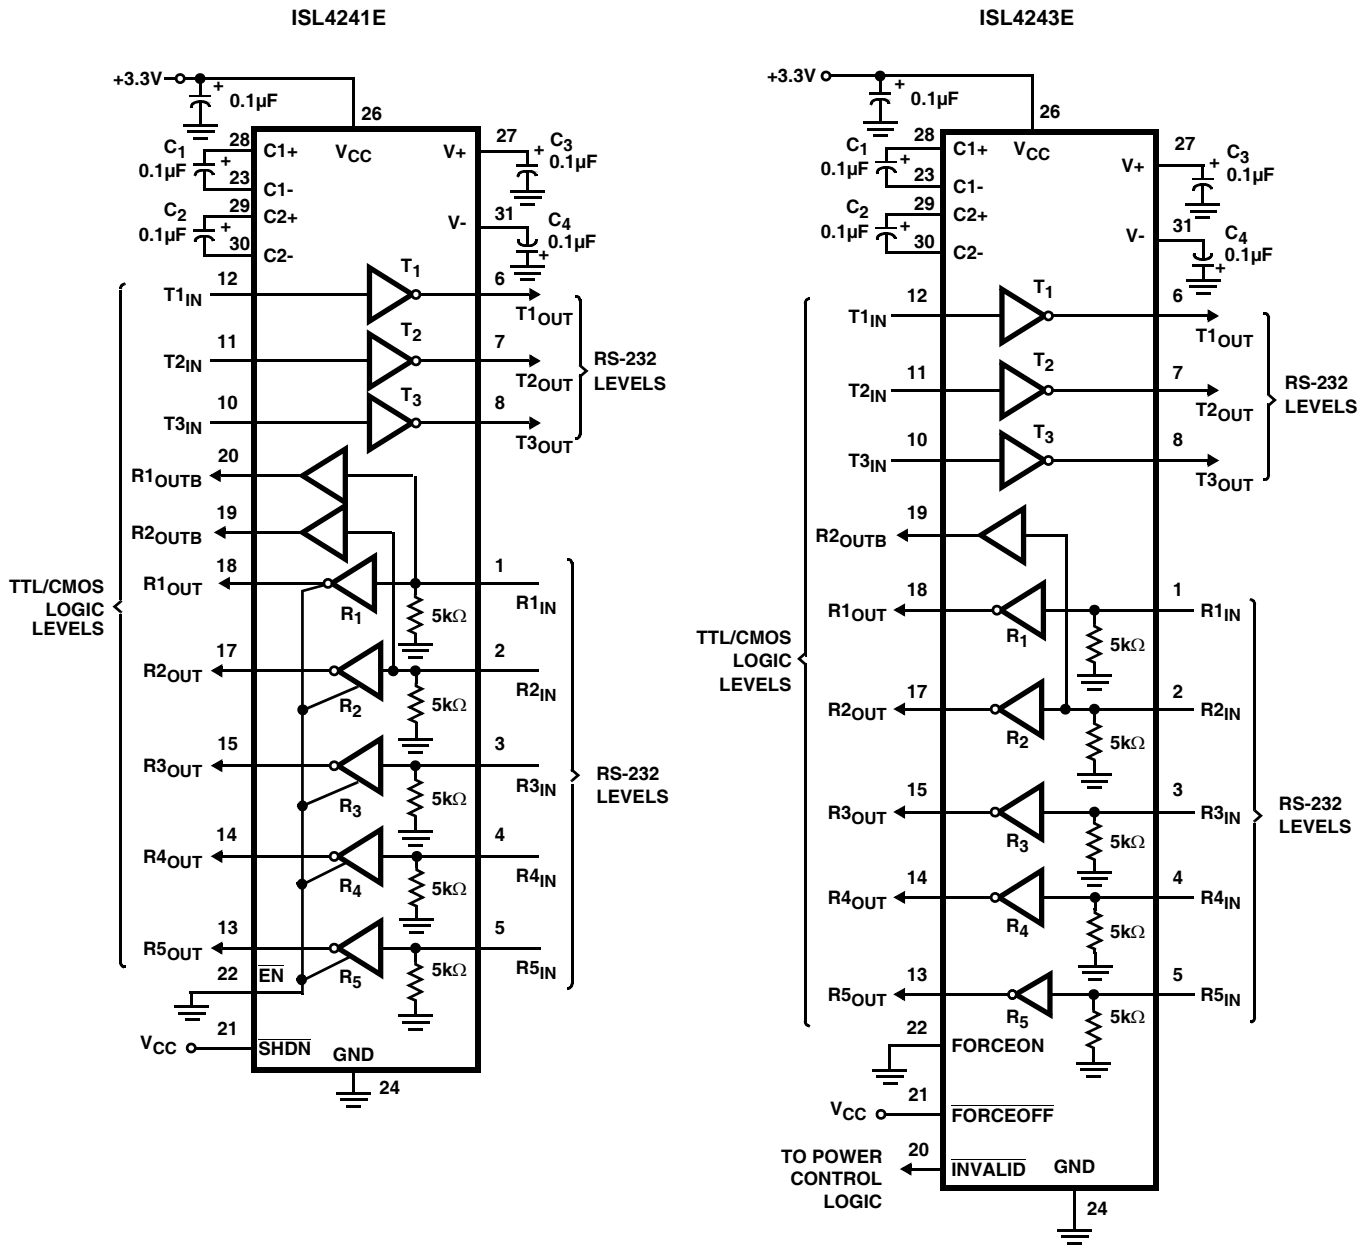 ISL4241E
+3.3V
+
0.1µF
26
28
C1+
VCC
V+
27
+
C3
0.1µF
C1
0.1µF
+
23
C1-
29
C2+
C2
0.1µF
+
30
C2-
V-
31
C4
0.1µF
+
T1IN
12
T1
6
T1OUT
T2IN
11
T2
7
T2OUT
RS-232
LEVELS
T3IN
10
T3
8
T3OUT
R1OUTB
20
R2OUTB
19
TTL/CMOS
LOGIC
LEVELS
R1OUT
18
R1
5kΩ
1
R1IN
R2OUT
17
R2
5kΩ
2
R2IN
R3OUT
15
R3
5kΩ
3
R3IN
RS-232
LEVELS
R4OUT
14
R4
5kΩ
4
R4IN
R5OUT
13
R5
5kΩ
5
R5IN
22
EN
21
VCC
SHDN
GND
24
ISL4243E
+3.3V
+
0.1µF
26
28
C1+
VCC
V+
27
+
C3
0.1µF
C1
0.1µF
+
23
C1-
29
C2+
C2
0.1µF
+
30
C2-
V-
31
C4
0.1µF
+
T1IN
12
T1
6
T1OUT
T2IN
11
T2
7
T2OUT
RS-232
LEVELS
T3IN
10
T3
8
T3OUT
R2OUTB
19
TTL/CMOS
LOGIC
LEVELS
R1OUT
18
R1
5kΩ
1
R1IN
R2OUT
17
R2
5kΩ
2
R2IN
R3OUT
15
R3
5kΩ
3
R3IN
RS-232
LEVELS
R4OUT
14
R4
5kΩ
4
R4IN
R5OUT
13
R5
5kΩ
5
R5IN
22
FORCEON
21
VCC
FORCEOFF
TO POWER
CONTROL
LOGIC
20
INVALID
GND
24